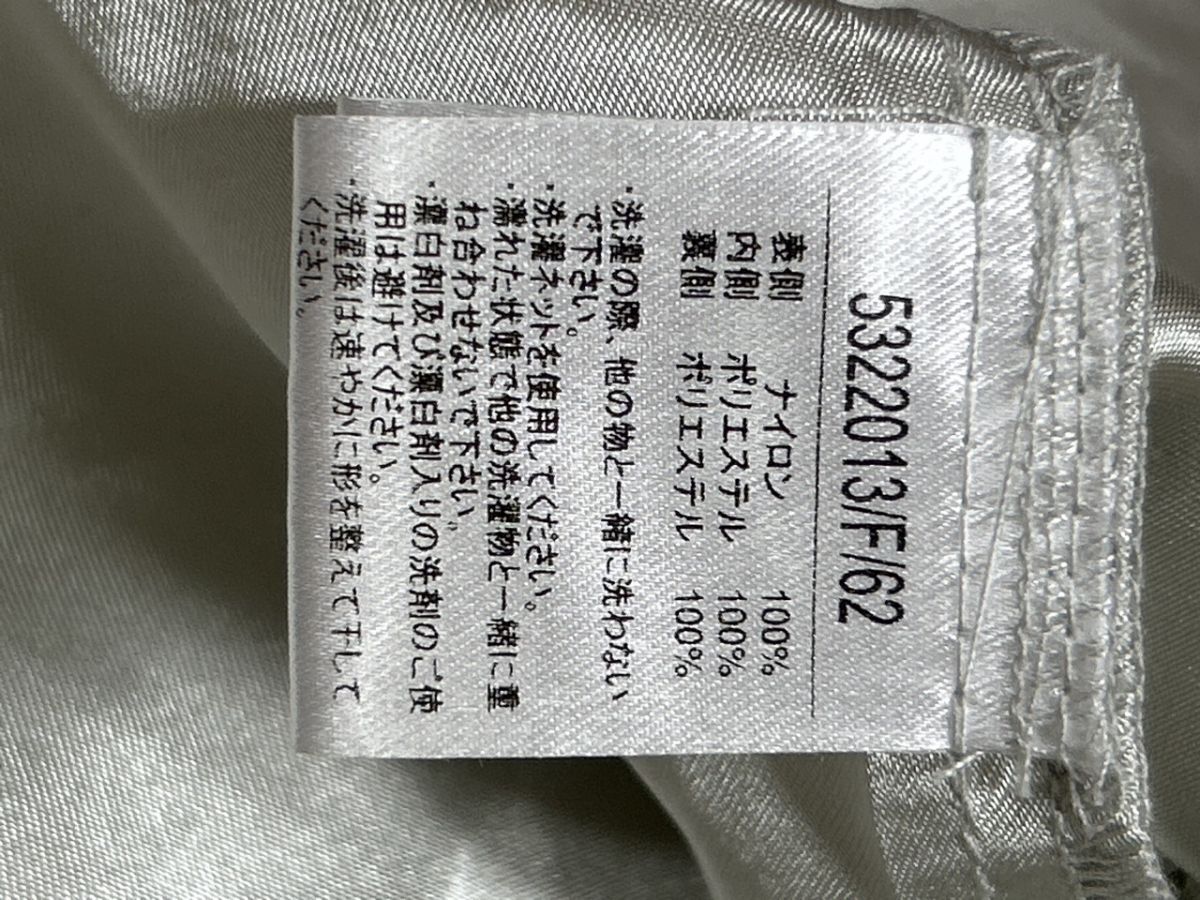 5322013/F/62
表側 ナイロン 100%
内側 ポリエステル 100%
裏側 ポリエステル 100%
・洗濯の際、他の物と一緒に洗わない
で下さい。
・洗濯ネットを使用してください。
・濡れた状態で他の洗濯物と一緒に重
ね合わせないで下さい。
・漂白剤及び漂白剤入りの洗剤のご使
用は避けてください。
・洗濯後は速やかに形を整えて干して
ください。